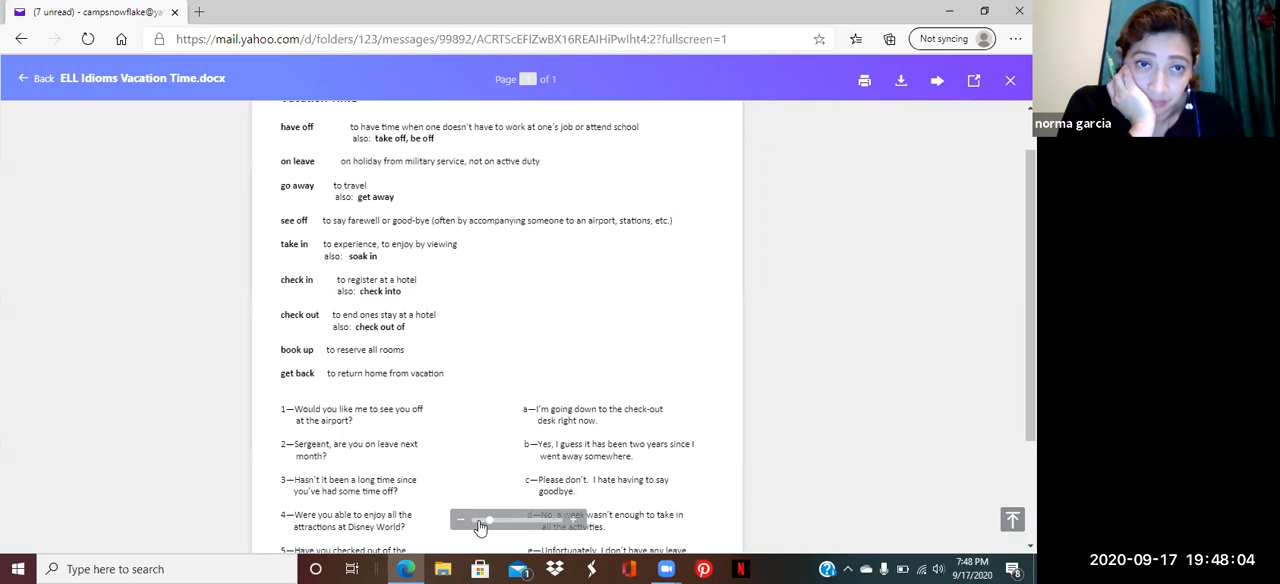 (7 unread) - campsnowflake@ya
https://mail.yahoo.com/d/folders/123/messages/99892/ACRTScEFlZwBX16REAIHiPwIht4:2?fullscreen=1
Not syncing
Back ELL Idioms Vacation Time.docx
Page 1 of 1
norma garcia
Vacation Time
have off to have time when one doesn't have to work at one's job or attend school
also: take off, be off
on leave on holiday from military service, not on active duty
go away to travel
also: get away
see off to say farewell or good-bye (often by accompanying someone to an airport, stations, etc.)
take in to experience, to enjoy by viewing
also: soak in
check in to register at a hotel
also: check into
check out to end ones stay at a hotel
also: check out of
book up to reserve all rooms
get back to return home from vacation
1—Would you like me to see you off
at the airport?
2—Sergeant, are you on leave next
month?
3—Hasn't it been a long time since
you've had some time off?
4—Were you able to enjoy all the
attractions at Disney World?
5—Have you checked out of the
a—I'm going down to the check-out
desk right now.
b—Yes, I guess it has been two years since I
went away somewhere.
c—Please don't. I hate having to say
goodbye.
d—No, a week wasn't enough to take in
all the activities.
e—Unfortunately, I don't have any leave
Type here to search
7:48 PM
9/17/2020
2020-09-17 19:48:04